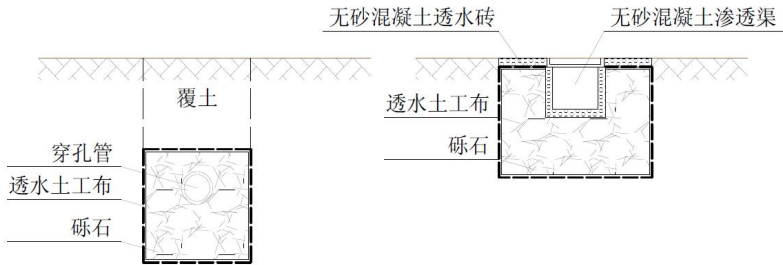 无砂混凝土透水砖
无砂混凝土渗透渠
覆土
透水土工布
穿孔管
砾石
透水土工布
砾石